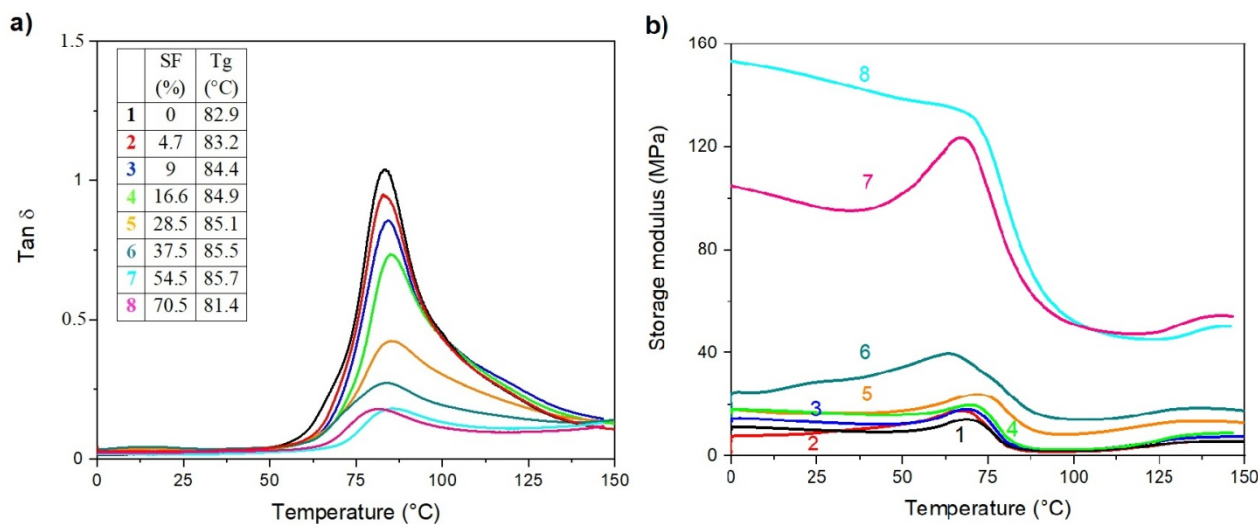 a)
1.5
1
0.5
0
Tan δ
SF (%) Tg (°C)
1 0 82.9
2 4.7 83.2
3 9 84.4
4 16.6 84.9
5 28.5 85.1
6 37.5 85.5
7 54.5 85.7
8 70.5 81.4
0 25 50 75 100 125 150
Temperature (°C)
b)
160
120
80
40
0
Storage modulus (MPa)
8
7
6
5
3
4
1
2
0 25 50 75 100 125 150
Temperature (°C)